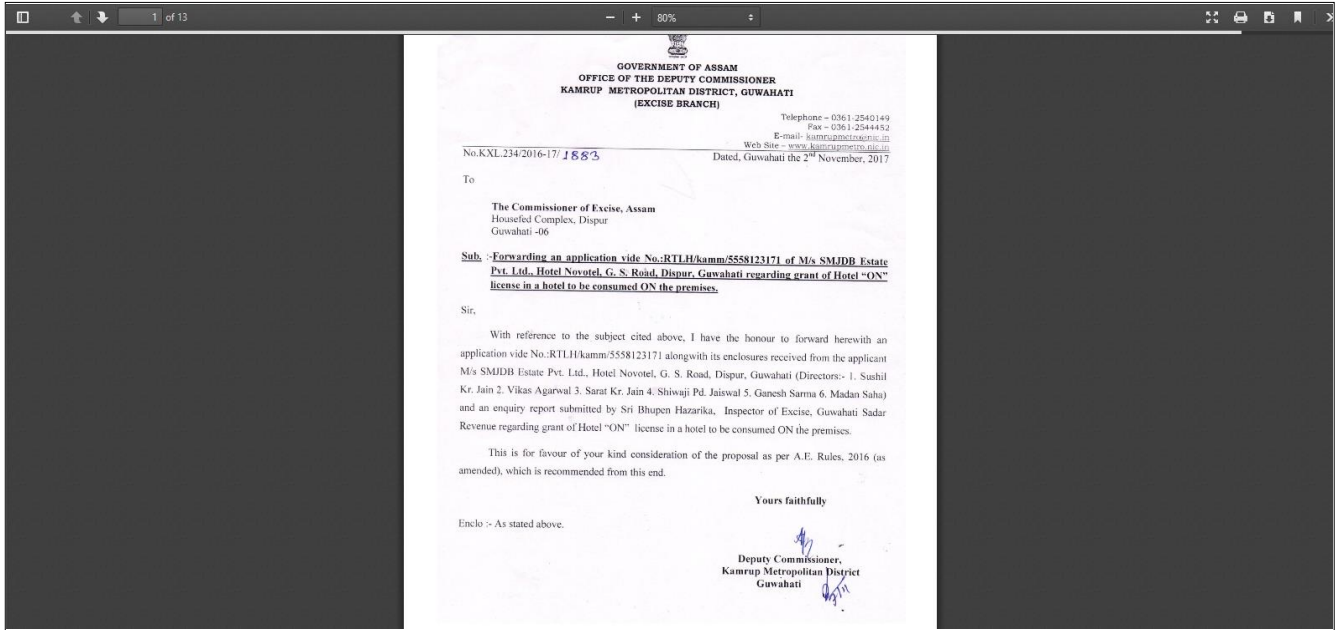 1 of 13
80%
GOVERNMENT OF ASSAM
OFFICE OF THE DEPUTY COMMISSIONER
KAMRUP METROPOLITAN DISTRICT, GUWAHATI
(EXCISE BRANCH)
Telephone – 0361-2540149
Fax – 0361-2544452
E-mail- kamrupmetro@nic.in
Web Site – www.kamrupmetro.nic.in
No.KXL.234/2016-17/ 1883 Dated, Guwahati the 2nd November, 2017
To
The Commissioner of Excise, Assam
Housefed Complex, Dispur
Guwahati -06
Sub. :-Forwarding an application vide No.:RTLH/kamm/5558123171 of M/s SMJDB Estate
Pvt. Ltd., Hotel Novotel, G. S. Road, Dispur, Guwahati regarding grant of Hotel “ON”
license in a hotel to be consumed ON the premises.
Sir,
With reference to the subject cited above, I have the honour to forward herewith an
application vide No.:RTLH/kamm/5558123171 alongwith its enclosures received from the applicant
M/s SMJDB Estate Pvt. Ltd., Hotel Novotel, G. S. Road, Dispur, Guwahati (Directors:- 1. Sushil
Kr. Jain 2. Vikas Agarwal 3. Sarat Kr. Jain 4. Shiwaji Pd. Jaiswal 5. Ganesh Sarma 6. Madan Saha)
and an enquiry report submitted by Sri Bhupen Hazarika, Inspector of Excise, Guwahati Sadar
Revenue regarding grant of Hotel “ON” license in a hotel to be consumed ON the premises.
This is for favour of your kind consideration of the proposal as per A.E. Rules, 2016 (as
amended), which is recommended from this end.
Yours faithfully
Enclo :- As stated above.
Deputy Commissioner,
Kamrup Metropolitan District
Guwahati